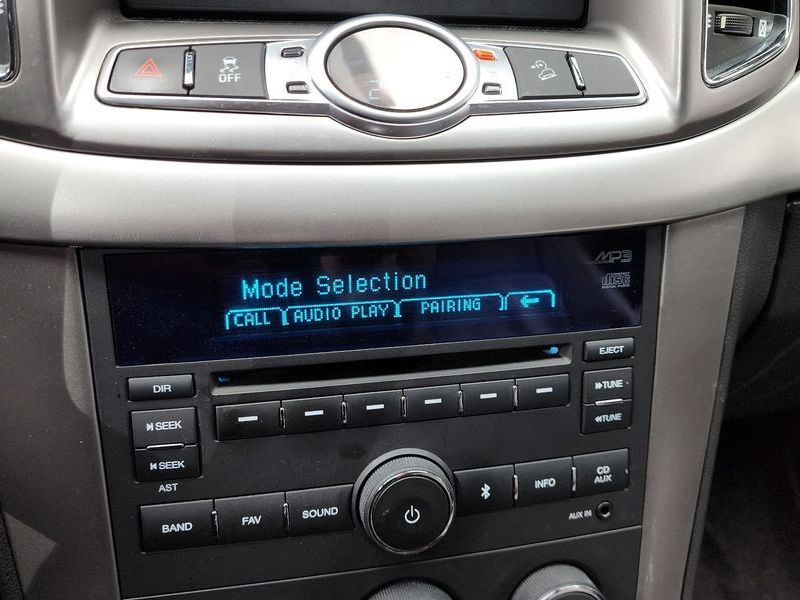 OFF
2
Mode Selection
CALL AUDIO PLAY PAIRING ←
MP3
disc
EJECT
DIR
SEEK
SEEK
AST
TUNE
TUNE
BAND
FAV
SOUND
INFO
CD
AUX
AUX IN